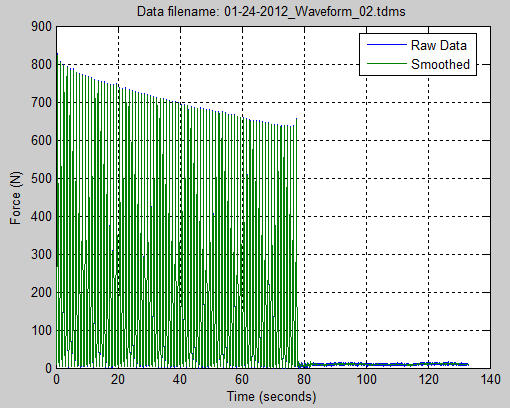 Data filename: 01-24-2012_Waveform_02.tdms
900
800
700
600
500
400
300
200
100
0
Force (N)
Raw Data
Smoothed
0 20 40 60 80 100 120 140
Time (seconds)